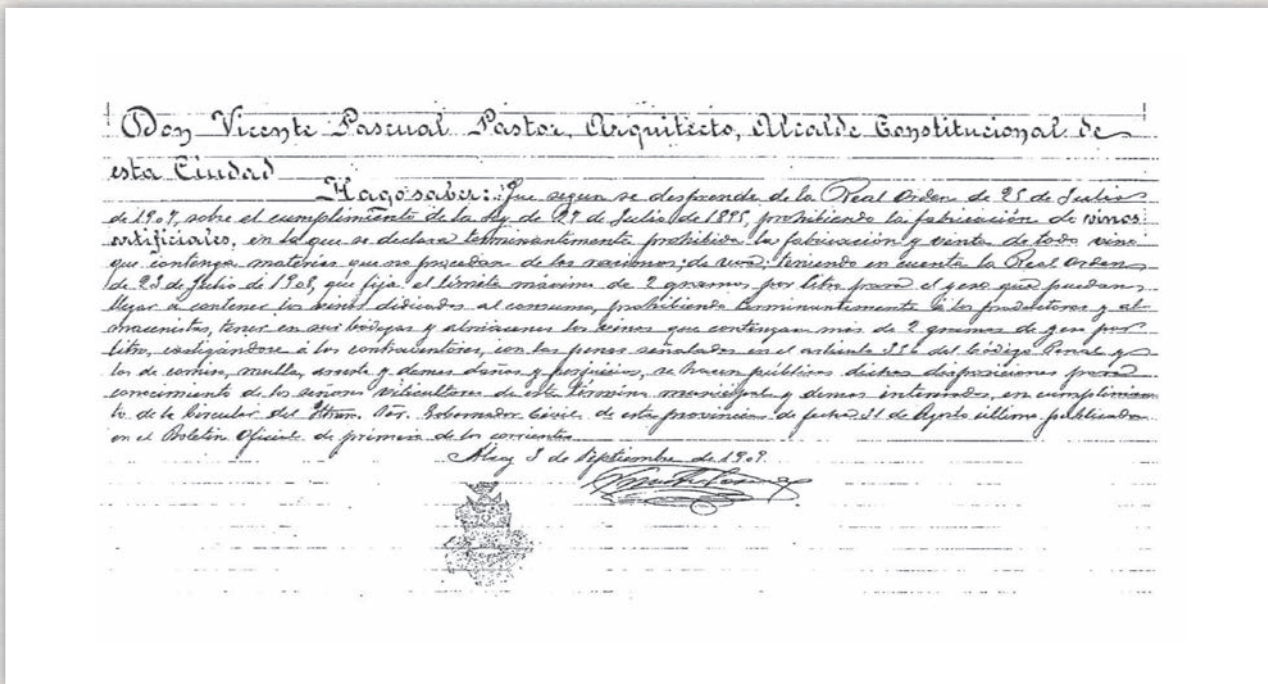 Don Vicente Pascual Pastor, Arquitecto, Alcalde Constitucional de
esta Ciudad
Hago saber: Que segun se desprende de la Real Orden de 25 de Julio
de 1907, sobre el cumplimiento de la ley de 27 de Julio de 1895, prohibiendo la fabricación de vinos
artificiales, en la que se declara terminantemente prohibida la fabricación y venta de todo vino
que contenga materias que no procedan de los racimos de uva; teniendo en cuenta la Real orden
de 23 de Julio de 1908, que fija el límite máximo de 2 gramos por litro para el yeso que puedan
llegar a contener los vinos dedicados al consumo, prohibiendo terminantemente á los productores y al-
macenistas, tener en sus bodegas y almacenes los vinos que contengan más de 2 gramos de yeso por
litro, castigándose á los contraventores, con las penas señaladas en el artículo 356 del Código Penal y
los de comiso, multa, arresto y demas daños y perjuicios, se hacen públicas dichas disposiciones para
conocimiento de los señores viticultores de este término municipal y demas interesados, en cumplimien-
to de la Circular del Iltmo. Sor. Gobernador Civil de esta provincia de fecha 31 de Agosto último publicada
en el Boletin Oficial de primero de los corrientes
Alcoy 3 de Septiembre de 1909.
Vicente Pascual